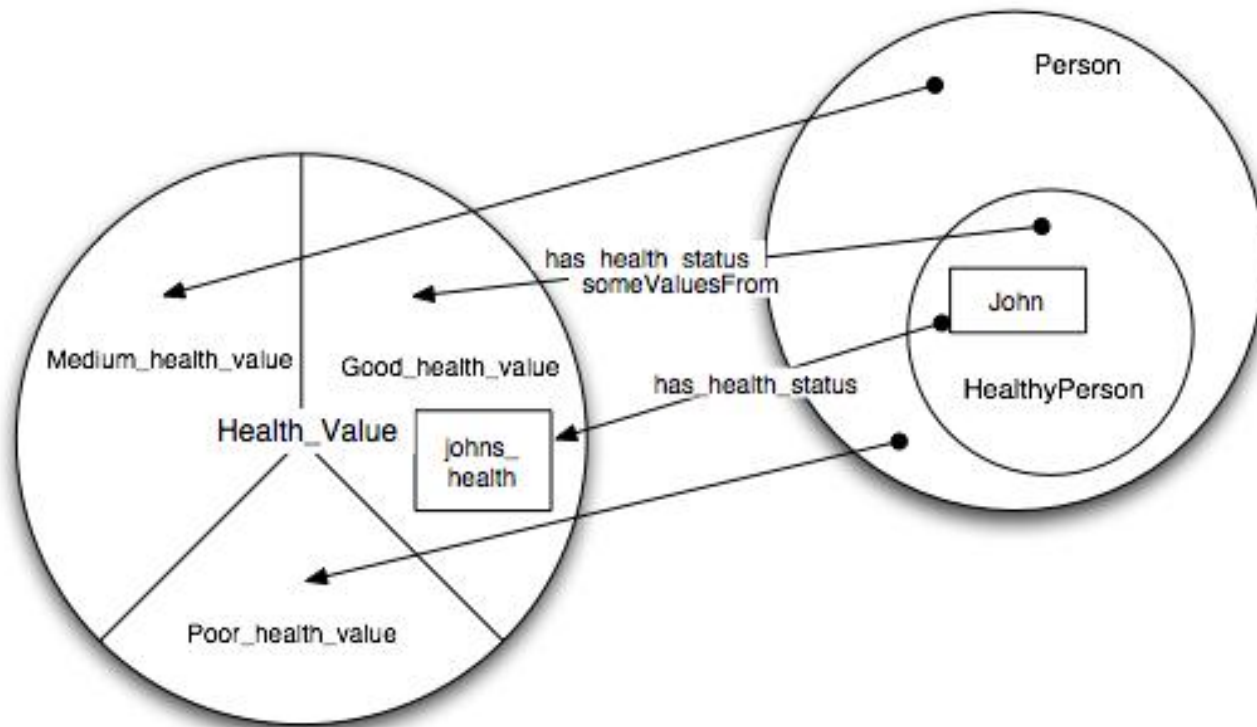 Person
has_health_status
someValuesFrom
John
Medium_health_value
Good_health_value
has_health_status
HealthyPerson
Health_Value
johns_
health
Poor_health_value